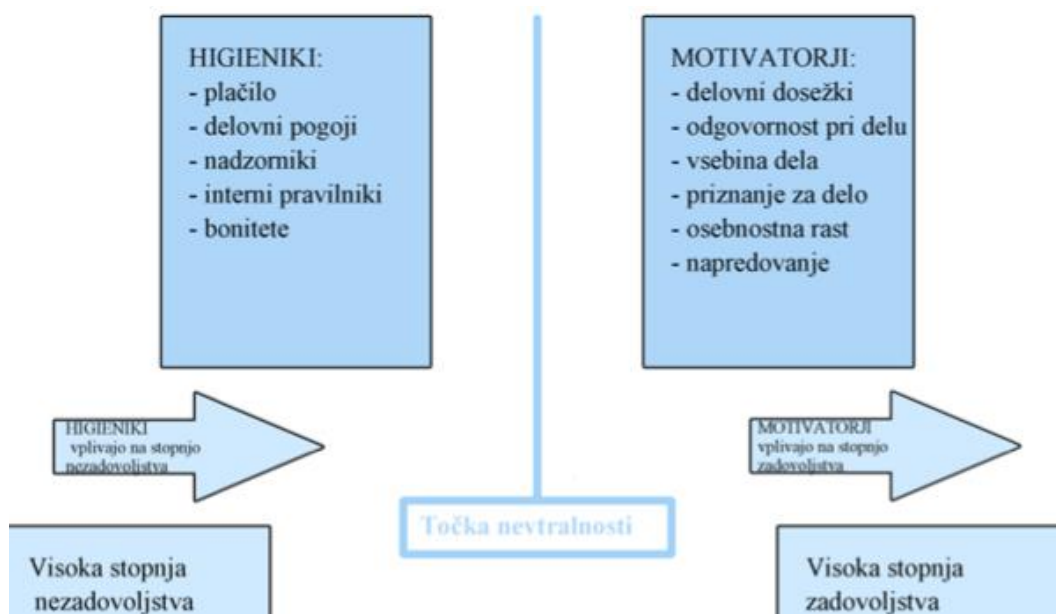 HIGIENIKI:
- plačilo
- delovni pogoji
- nadzorniki
- interni pravilniki
- bonitete
MOTIVATORJI:
- delovni dosežki
- odgovornost pri delu
- vsebina dela
- priznanje za delo
- osebnostna rast
- napredovanje
HIGIENIKI
vplivajo na stopnjo
nezadovoljstva
MOTIVATORJI
vplivajo na stopnjo
zadovoljstva
Točka nevtralnosti
Visoka stopnja
nezadovoljstva
Visoka stopnja
zadovoljstva